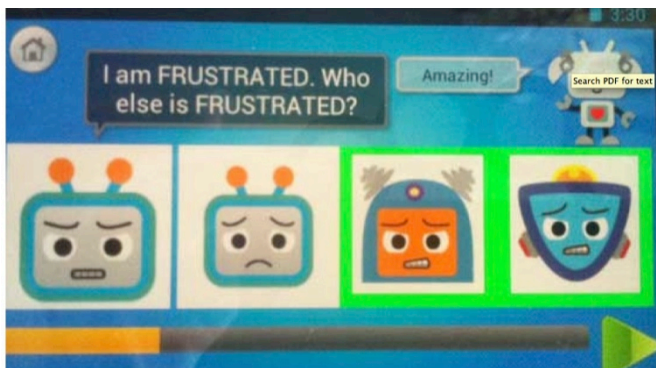 3:30
I am FRUSTRATED. Who
else is FRUSTRATED?
Amazing!
Search PDF for text